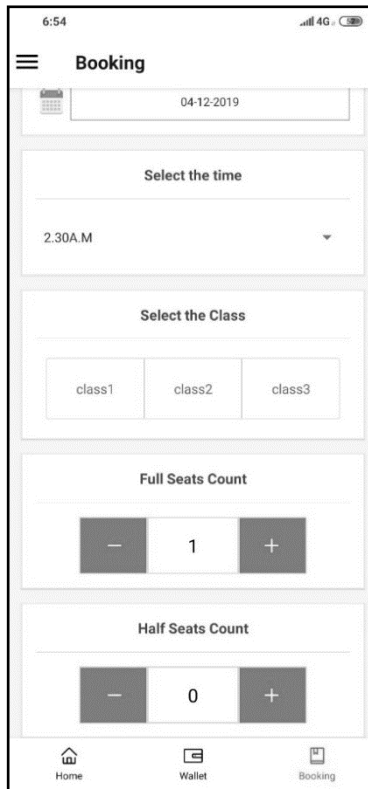 6:54 4G
Booking
04-12-2019
Select the time
2.30A.M
Select the Class
class1 class2 class3
Full Seats Count
− 1 +
Half Seats Count
− 0 +
Home Wallet Booking